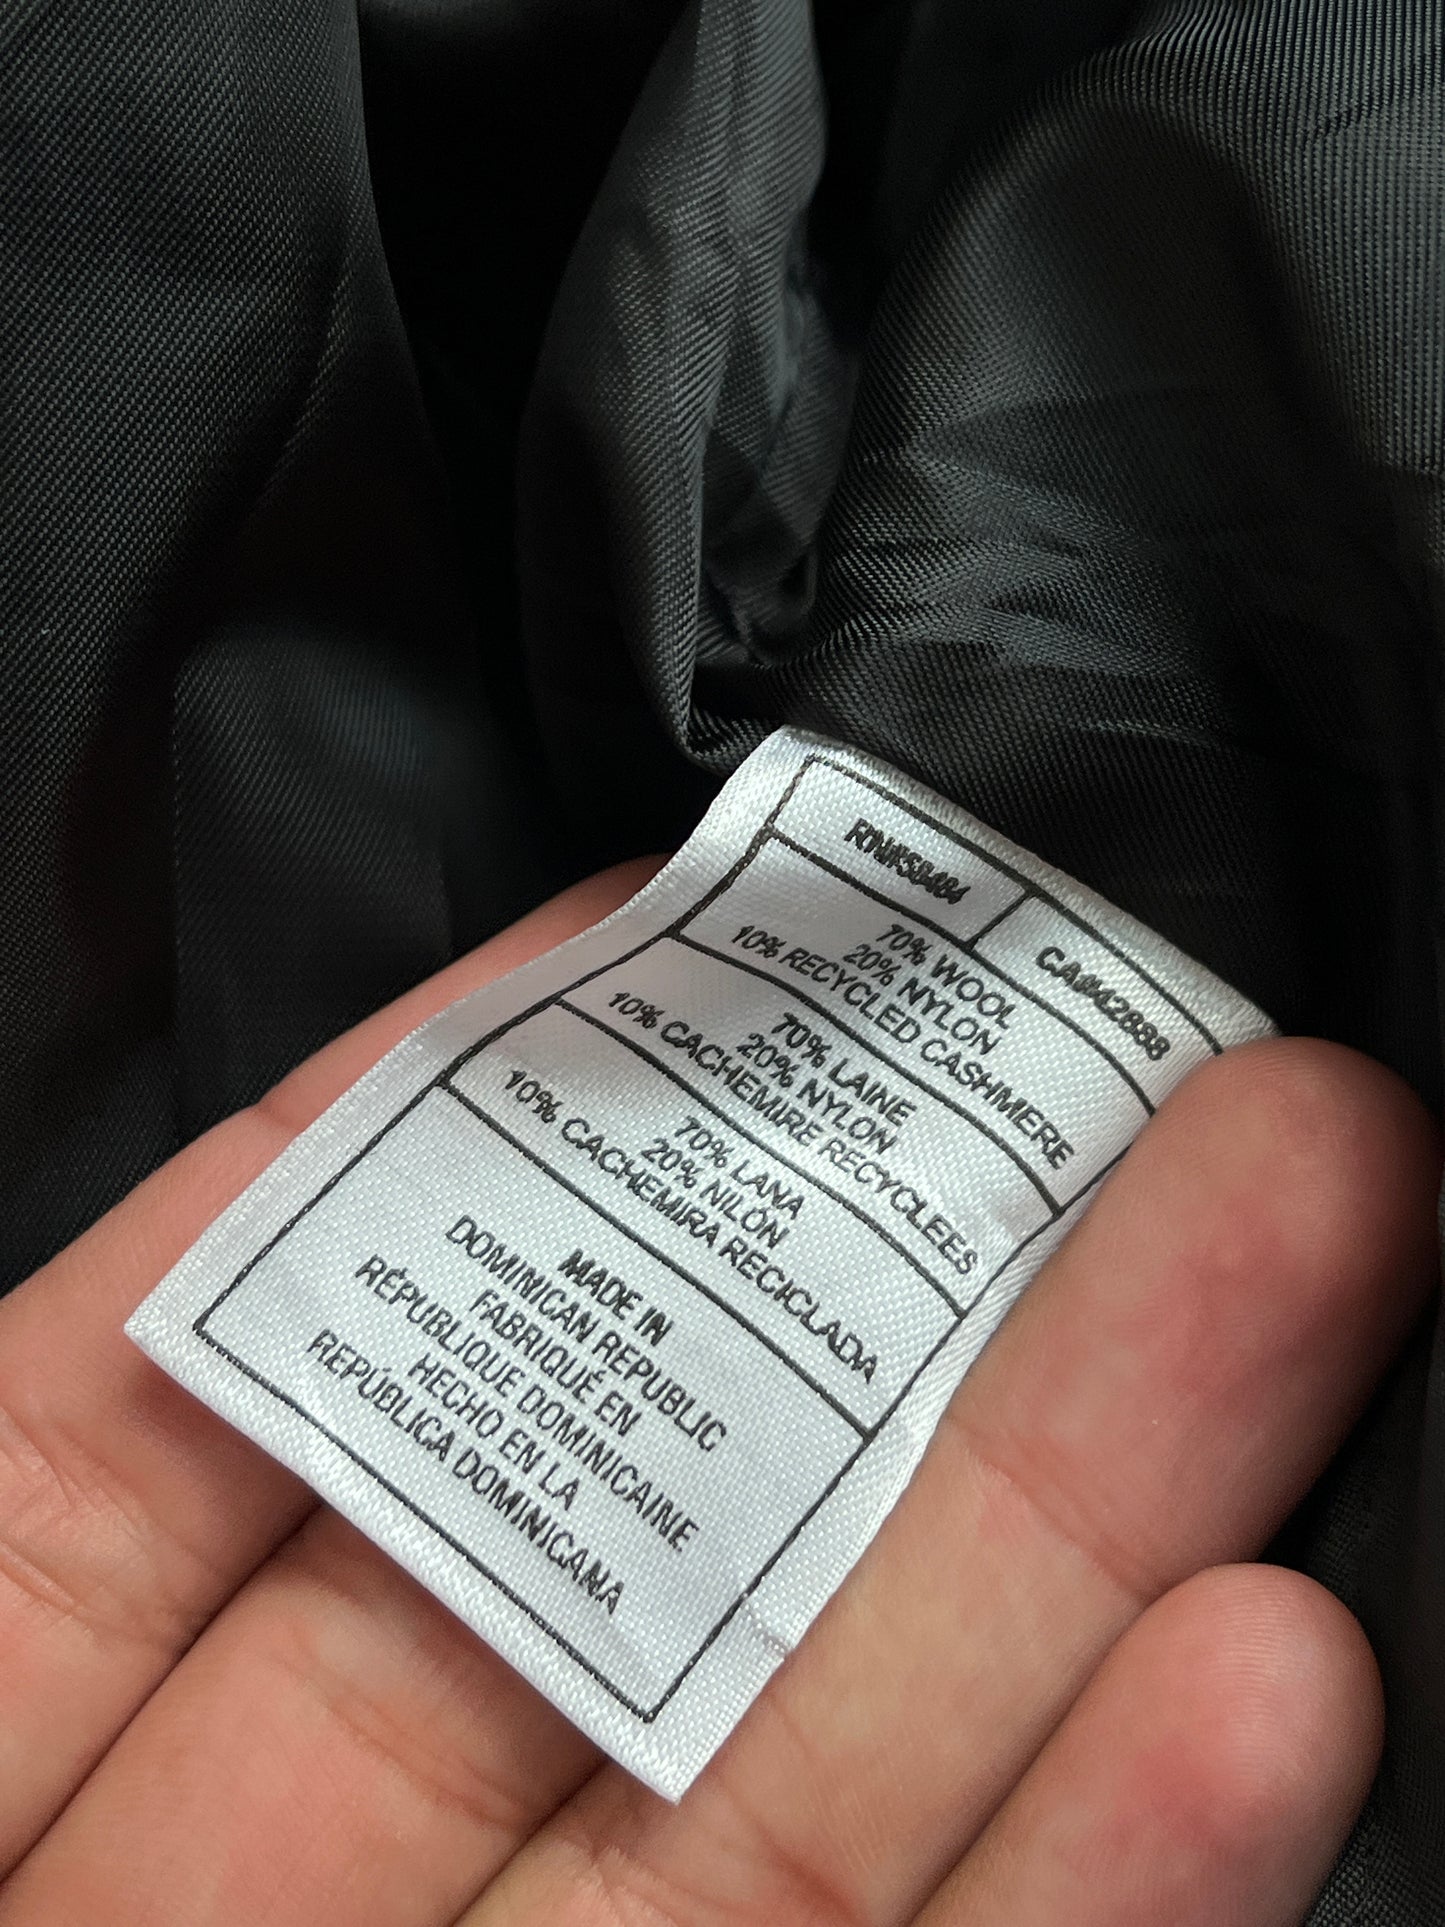 RN#58484
CA#42888
70% WOOL
20% NYLON
10% RECYCLED CASHMERE
70% LAINE
20% NYLON
10% CACHEMIRE RECYCLEES
70% LANA
20% NILÓN
10% CACHEMIRA RECICLADA
MADE IN
DOMINICAN REPUBLIC
FABRIQUÉ EN
RÉPUBLIQUE DOMINICAINE
HECHO EN LA
REPÚBLICA DOMINICANA